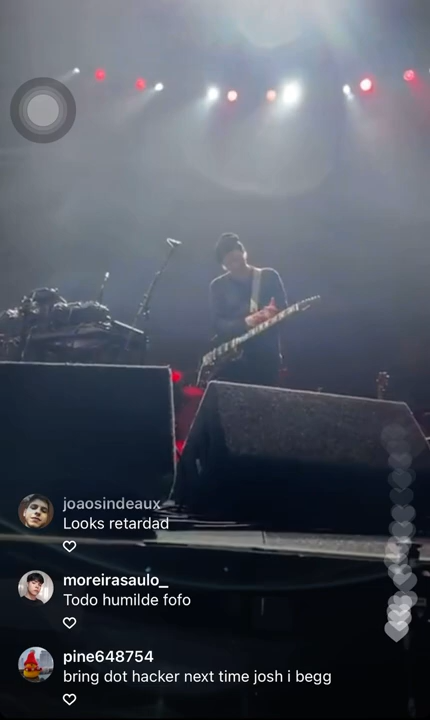 joaosindeaux
Looks retardad
moreirasaulo_
Todo humilde fofo
pine648754
bring dot hacker next time josh i begg